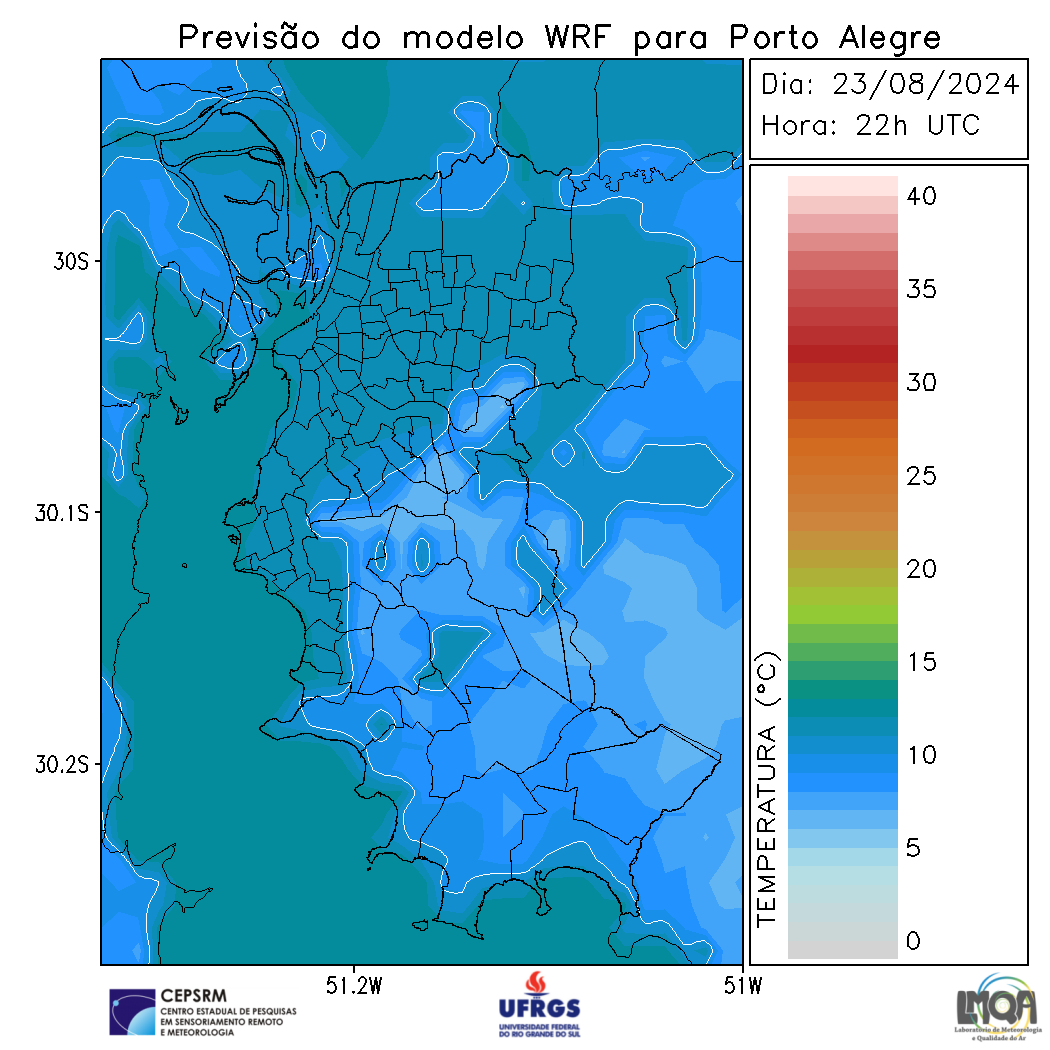 Previsão do modelo WRF para Porto Alegre
Dia: 23/08/2024
Hora: 22h UTC
30S
30.1S
30.2S
51.2W
51W
TEMPERATURA (°C)
40
35
30
25
20
15
10
5
0
CEPSRM
CENTRO ESTADUAL DE PESQUISAS
EM SENSORIAMENTO REMOTO
E METEOROLOGIA
UFRGS
UNIVERSIDADE FEDERAL
DO RIO GRANDE DO SUL
LMQA
Laboratório de Meteorologia
e Qualidade do Ar